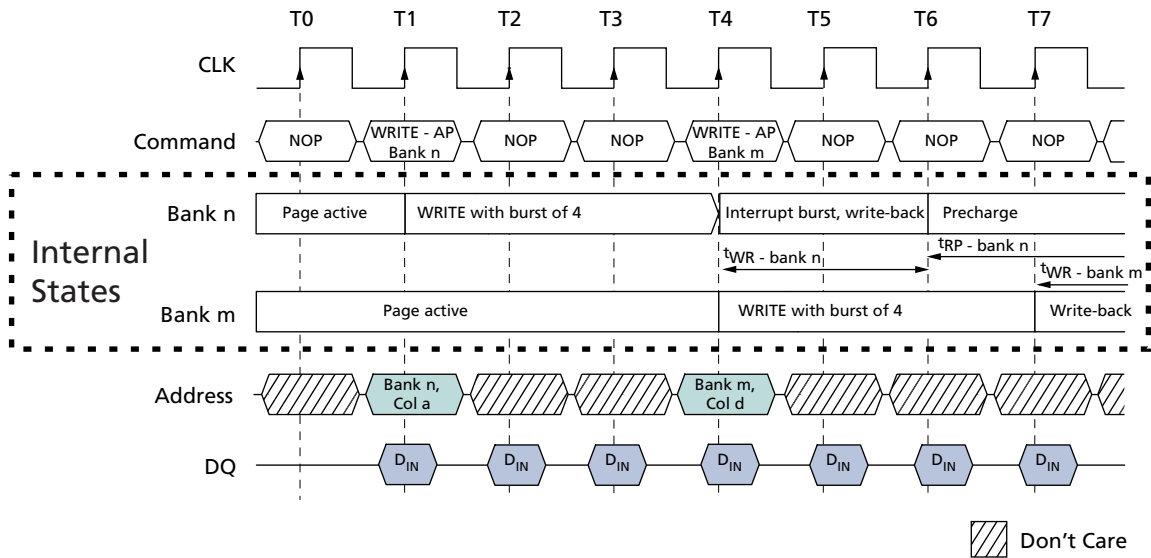 T0 T1 T2 T3 T4 T5 T6 T7
CLK
Command NOP WRITE - AP Bank n NOP NOP WRITE - AP Bank m NOP NOP NOP
Internal States
Bank n Page active WRITE with burst of 4 Interrupt burst, write-back Precharge
tWR - bank n tRP - bank n
tWR - bank m
Bank m Page active WRITE with burst of 4 Write-back
Address Bank n, Col a Bank m, Col d
DQ DIN DIN DIN DIN DIN DIN DIN
Don't Care